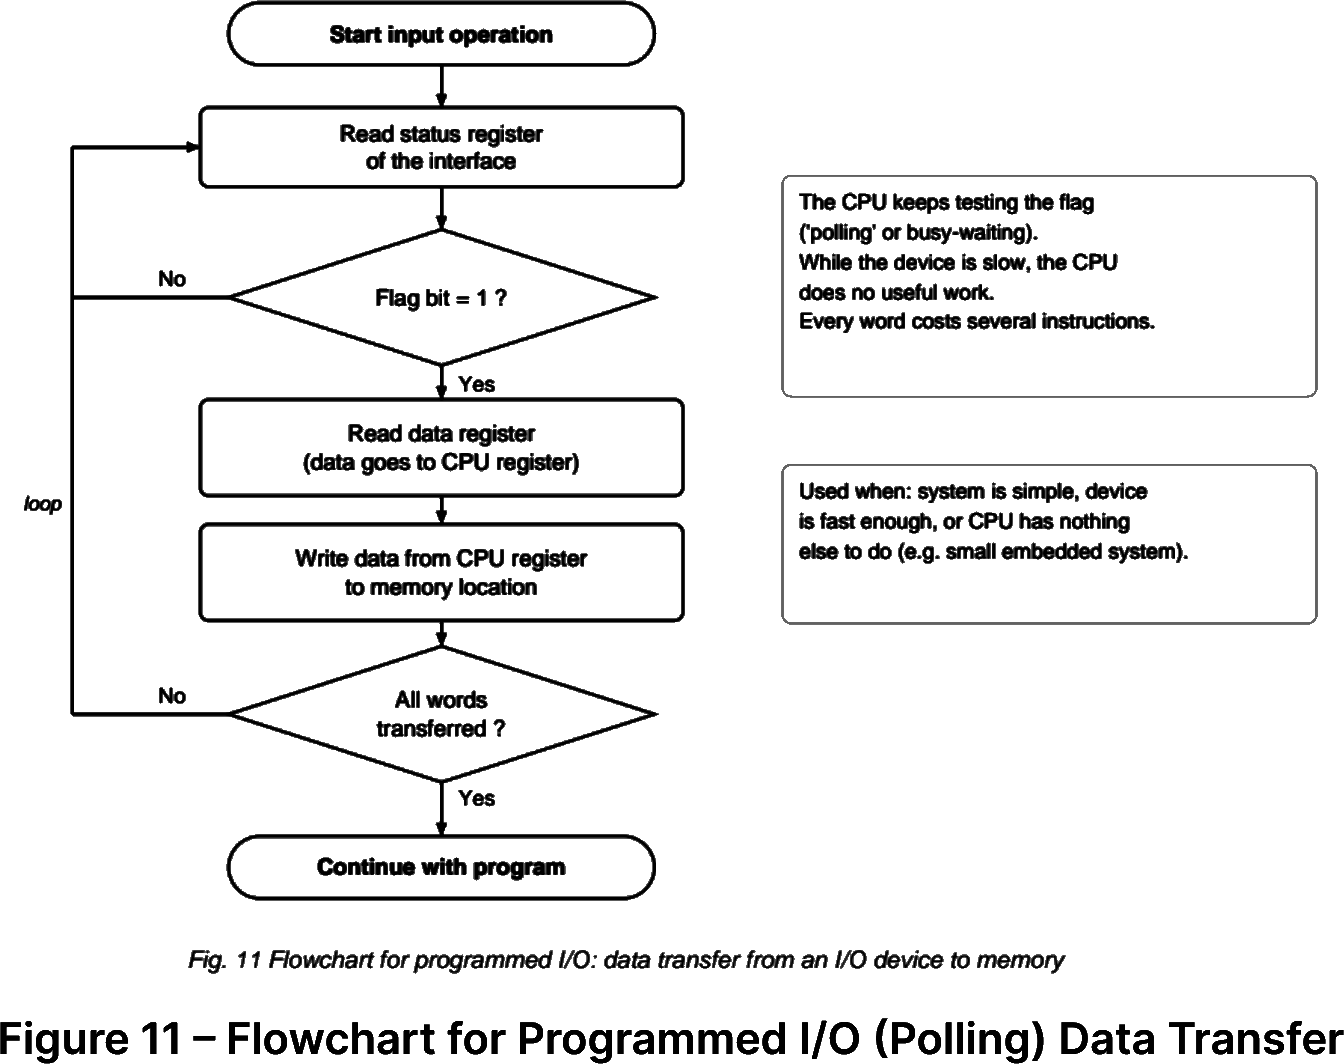 Start input operation
Read status register
of the interface
No
Flag bit = 1 ?
Yes
Read data register
(data goes to CPU register)
loop
Write data from CPU register
to memory location
No
All words
transferred ?
Yes
Continue with program
The CPU keeps testing the flag
('polling' or busy-waiting).
While the device is slow, the CPU
does no useful work.
Every word costs several instructions.
Used when: system is simple, device
is fast enough, or CPU has nothing
else to do (e.g. small embedded system).
Fig. 11 Flowchart for programmed I/O: data transfer from an I/O device to memory
Figure 11 – Flowchart for Programmed I/O (Polling) Data Transfer